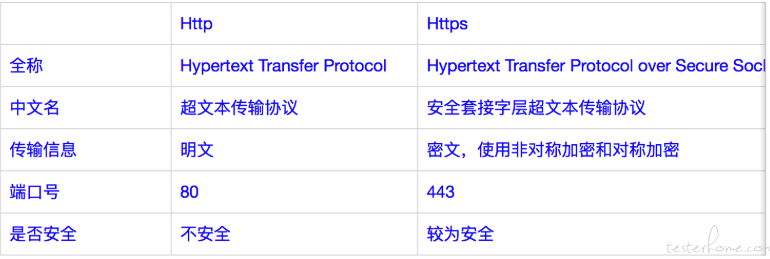 Http Https
全称 Hypertext Transfer Protocol Hypertext Transfer Protocol over Secure
中文名 超文本传输协议 安全套接字层超文本传输协议
传输信息 明文 密文，使用非对称加密和对称加密
端口号 80 443
是否安全 不安全 较为安全
testerhome.com